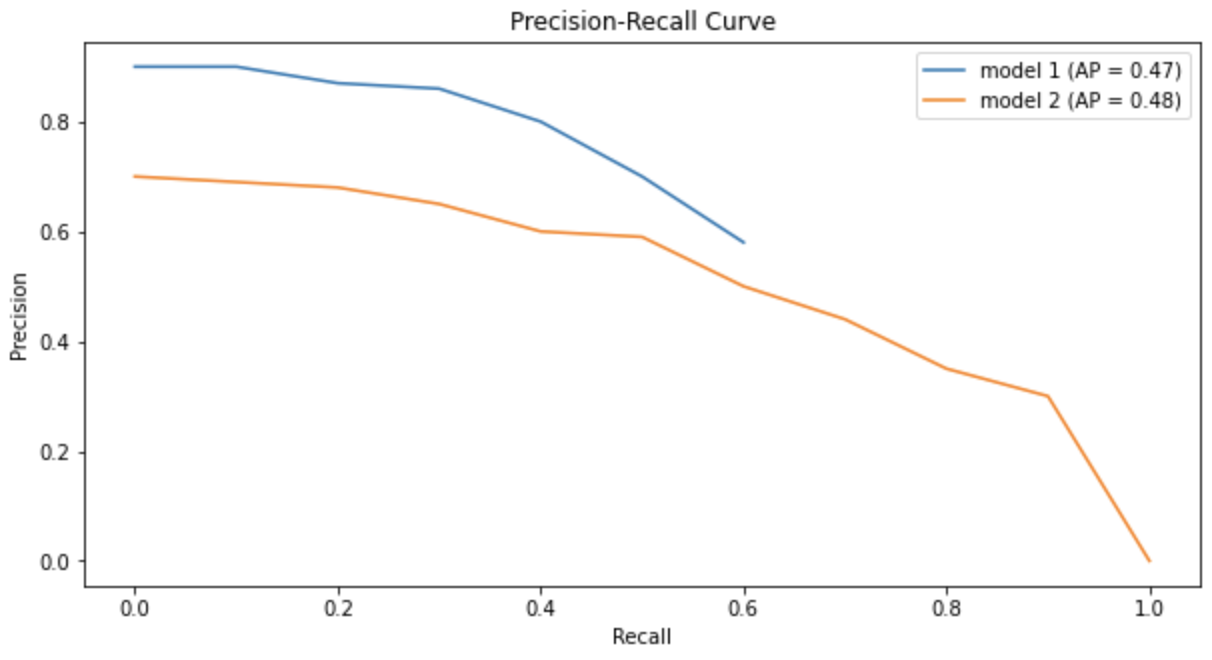 Precision-Recall Curve
model 1 (AP = 0.47)
model 2 (AP = 0.48)
Precision
0.8
0.6
0.4
0.2
0.0
0.0 0.2 0.4 0.6 0.8 1.0
Recall